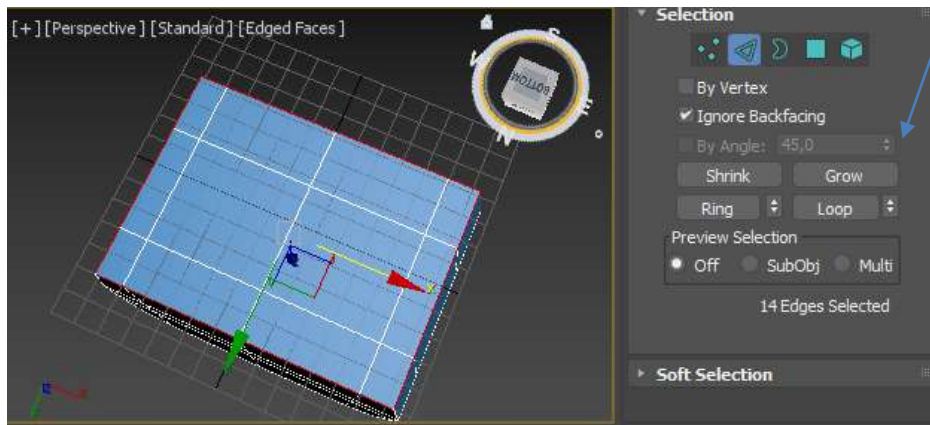 [+] [Perspective ] [Standard ] [Edged Faces ]
BOTTOM
N
E
x
Selection
By Vertex
Ignore Backfacing
By Angle: 45,0
Shrink Grow
Ring Loop
Preview Selection
Off SubObj Multi
14 Edges Selected
Soft Selection